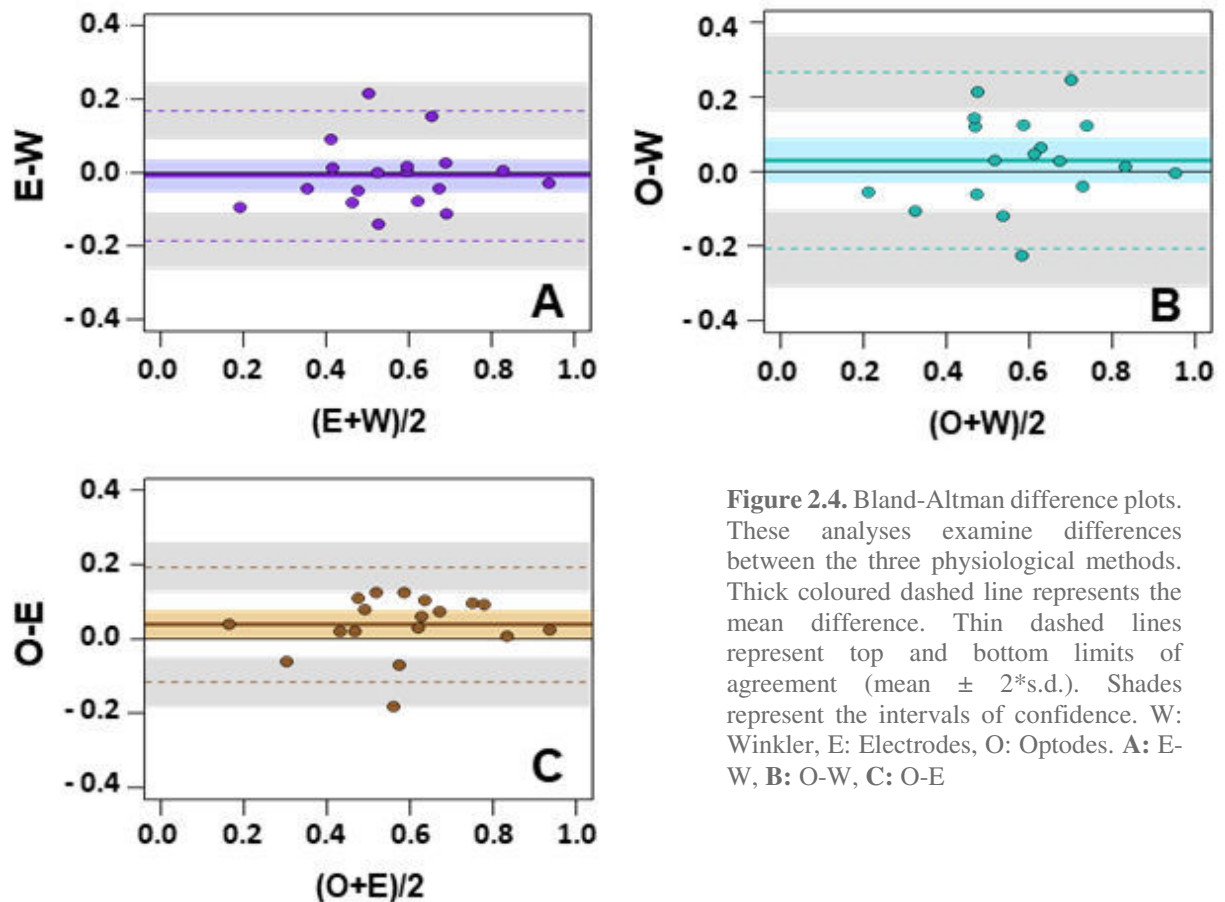 0.4
0.2
0.0
- 0.2
- 0.4
E-W
A
0.0 0.2 0.4 0.6 0.8 1.0
(E+W)/2
0.4
0.2
0.0
- 0.2
- 0.4
O-W
B
0.0 0.2 0.4 0.6 0.8 1.0
(O+W)/2
0.4
0.2
0.0
- 0.2
- 0.4
O-E
C
0.0 0.2 0.4 0.6 0.8 1.0
(O+E)/2
Figure 2.4. Bland-Altman difference plots.
These analyses examine differences
between the three physiological methods.
Thick coloured dashed line represents the
mean difference. Thin dashed lines
represent top and bottom limits of
agreement (mean ± 2*s.d.). Shades
represent the intervals of confidence. W:
Winkler, E: Electrodes, O: Optodes. A: E-
W, B: O-W, C: O-E